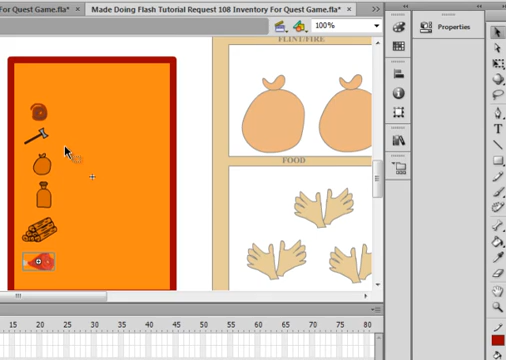 For Quest Game.fla*
Made Doing Flash Tutorial Request 108 Inventory For Quest Game.fla*
100%
Properties
FLINT/FIRE
FOOD
15 20 25 30 35 40 45 50 55 60 65 70 75 80